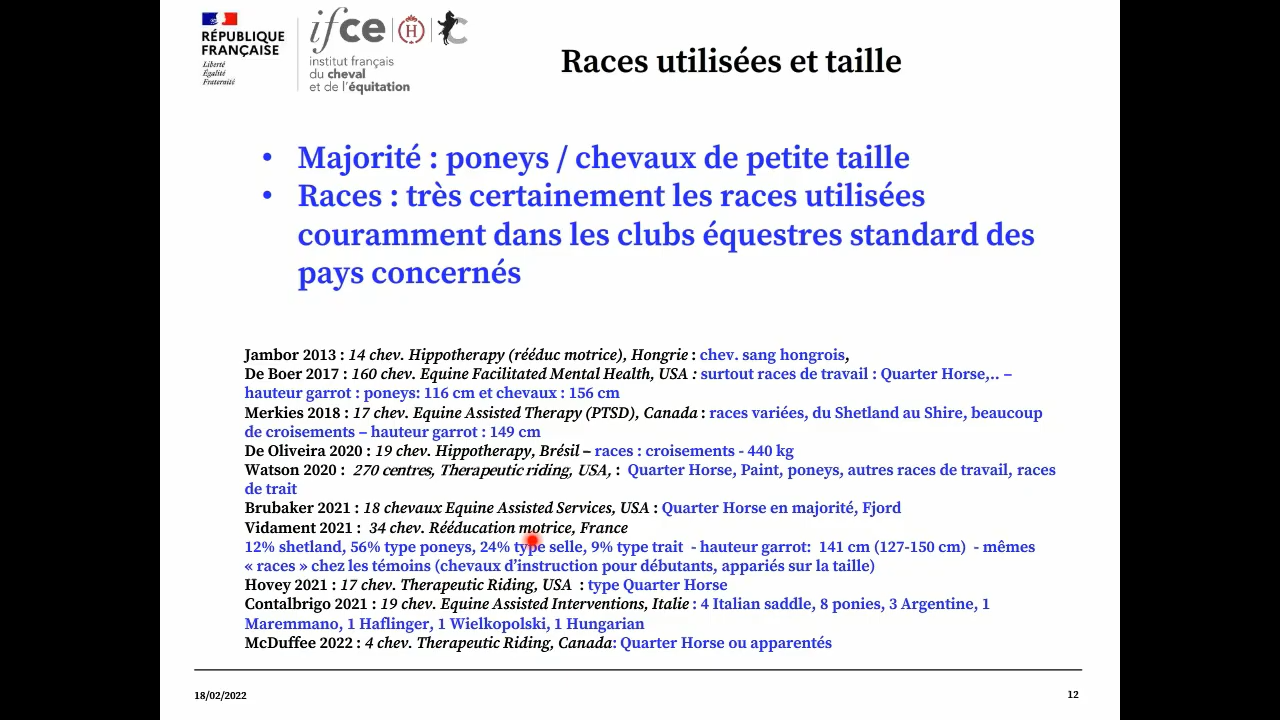 RÉPUBLIQUE
FRANÇAISE
Liberté
Égalité
Fraternité
ifce
H
institut français
du cheval
et de l'équitation
Races utilisées et taille
• Majorité : poneys / chevaux de petite taille
• Races : très certainement les races utilisées
couramment dans les clubs équestres standard des
pays concernés
Jambor 2013 : 14 chev. Hippotherapy (rééduc motrice), Hongrie : chev. sang hongrois,
De Boer 2017 : 160 chev. Equine Facilitated Mental Health, USA : surtout races de travail : Quarter Horse,.. –
hauteur garrot : poneys: 116 cm et chevaux : 156 cm
Merkies 2018 : 17 chev. Equine Assisted Therapy (PTSD), Canada : races variées, du Shetland au Shire, beaucoup
de croisements – hauteur garrot : 149 cm
De Oliveira 2020 : 19 chev. Hippotherapy, Brésil – races : croisements - 440 kg
Watson 2020 : 270 centres, Therapeutic riding, USA, : Quarter Horse, Paint, poneys, autres races de travail, races
de trait
Brubaker 2021 : 18 chevaux Equine Assisted Services, USA : Quarter Horse en majorité, Fjord
Vidament 2021 : 34 chev. Rééducation motrice, France
12% shetland, 56% type poneys, 24% type selle, 9% type trait - hauteur garrot: 141 cm (127-150 cm) - mêmes
« races » chez les témoins (chevaux d'instruction pour débutants, appariés sur la taille)
Hovey 2021 : 17 chev. Therapeutic Riding, USA : type Quarter Horse
Contalbrigo 2021 : 19 chev. Equine Assisted Interventions, Italie : 4 Italian saddle, 8 ponies, 3 Argentine, 1
Maremmano, 1 Haflinger, 1 Wielkopolski, 1 Hungarian
McDuffee 2022 : 4 chev. Therapeutic Riding, Canada: Quarter Horse ou apparentés
18/02/2022
12